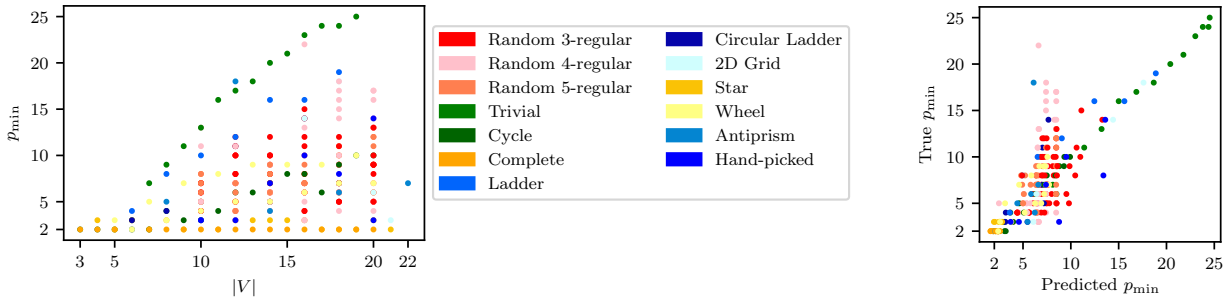 25
20
15
10
5
2
p_min
3 5 10 15 20 22
|V|
Random 3-regular
Random 4-regular
Random 5-regular
Trivial
Cycle
Complete
Ladder
Circular Ladder
2D Grid
Star
Wheel
Antiprism
Hand-picked
25
20
15
10
5
2
True p_min
2 5 10 15 20 25
Predicted p_min